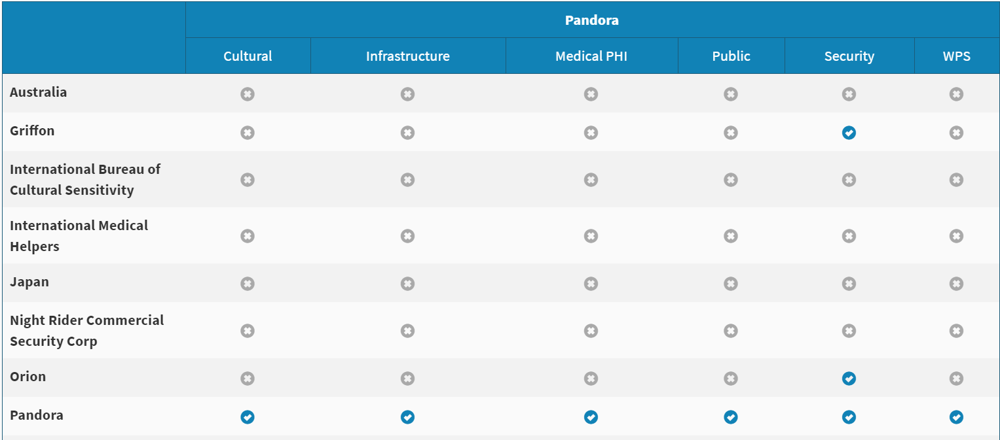 Pandora
Cultural Infrastructure Medical PHI Public Security WPS
Australia
Griffon
International Bureau of
Cultural Sensitivity
International Medical
Helpers
Japan
Night Rider Commercial
Security Corp
Orion
Pandora